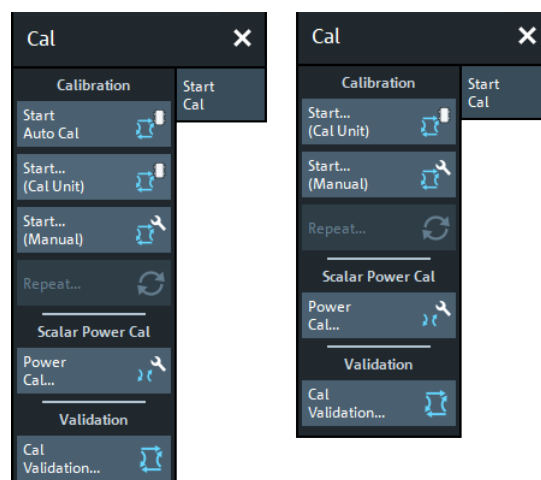 Cal
Calibration
Start
Cal
Start
Auto Cal
Start...
(Cal Unit)
Start...
(Manual)
Repeat...
Scalar Power Cal
Power
Cal...
Validation
Cal
Validation...
Cal
Calibration
Start
Cal
Start...
(Cal Unit)
Start...
(Manual)
Repeat...
Scalar Power Cal
Power
Cal...
Validation
Cal
Validation...